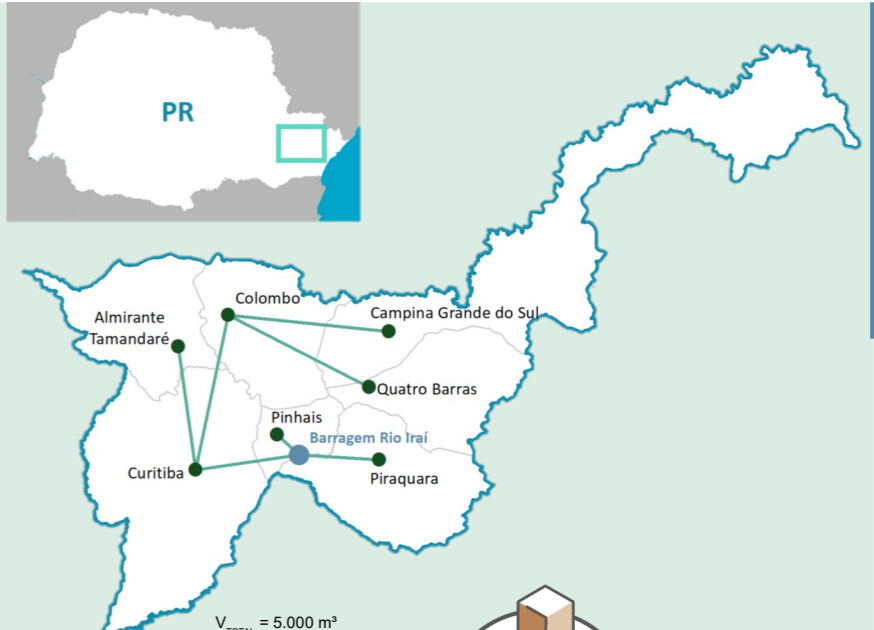 PR
Colombo
Almirante
Tamandaré
Campina Grande do Sul
Quatro Barras
Pinhais
Barragem Rio Iraí
Curitiba
Piraquara
V_TOTAL = 5.000 m³